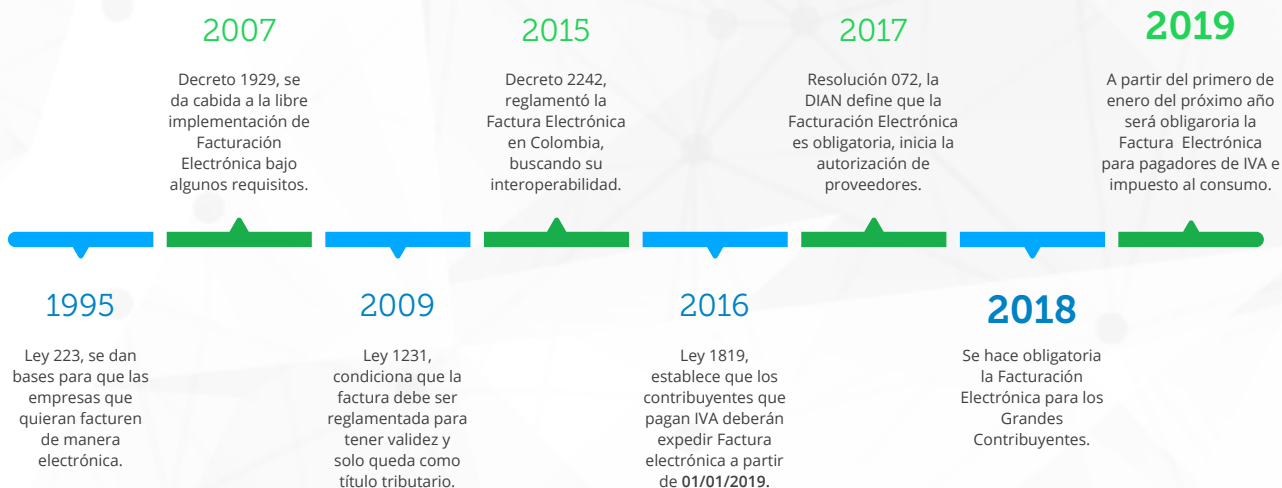 2007
Decreto 1929, se
da cabida a la libre
implementación de
Facturación
Electrónica bajo
algunos requisitos.
2015
Decreto 2242,
reglamentó la
Factura Electrónica
en Colombia,
buscando su
interoperabilidad.
2017
Resolución 072, la
DIAN define que la
Facturación Electrónica
es obligatoria, inicia la
autorización de
proveedores.
2019
A partir del primero de
enero del próximo año
será obligaroria la
Factura Electrónica
para pagadores de IVA e
impuesto al consumo.
1995
Ley 223, se dan
bases para que las
empresas que
quieran facturen
de manera
electrónica.
2009
Ley 1231,
condiciona que la
factura debe ser
reglamentada para
tener validez y
solo queda como
título tributario.
2016
Ley 1819,
establece que los
contribuyentes que
pagan IVA deberán
expedir Factura
electrónica a partir
de 01/01/2019.
2018
Se hace obligatoria
la Facturación
Electrónica para los
Grandes
Contribuyentes.